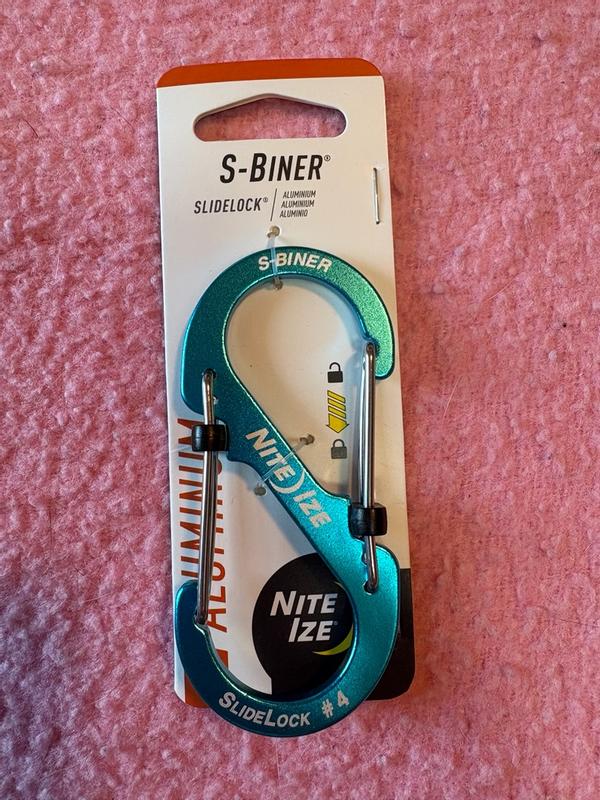 S-BINER®
SLIDELOCK®
ALUMINIUM
ALUMINIUM
ALUMINIO
S-BINER
NITE IZE
ALUMINUM
NITE
IZE®
SLIDELOCK #4